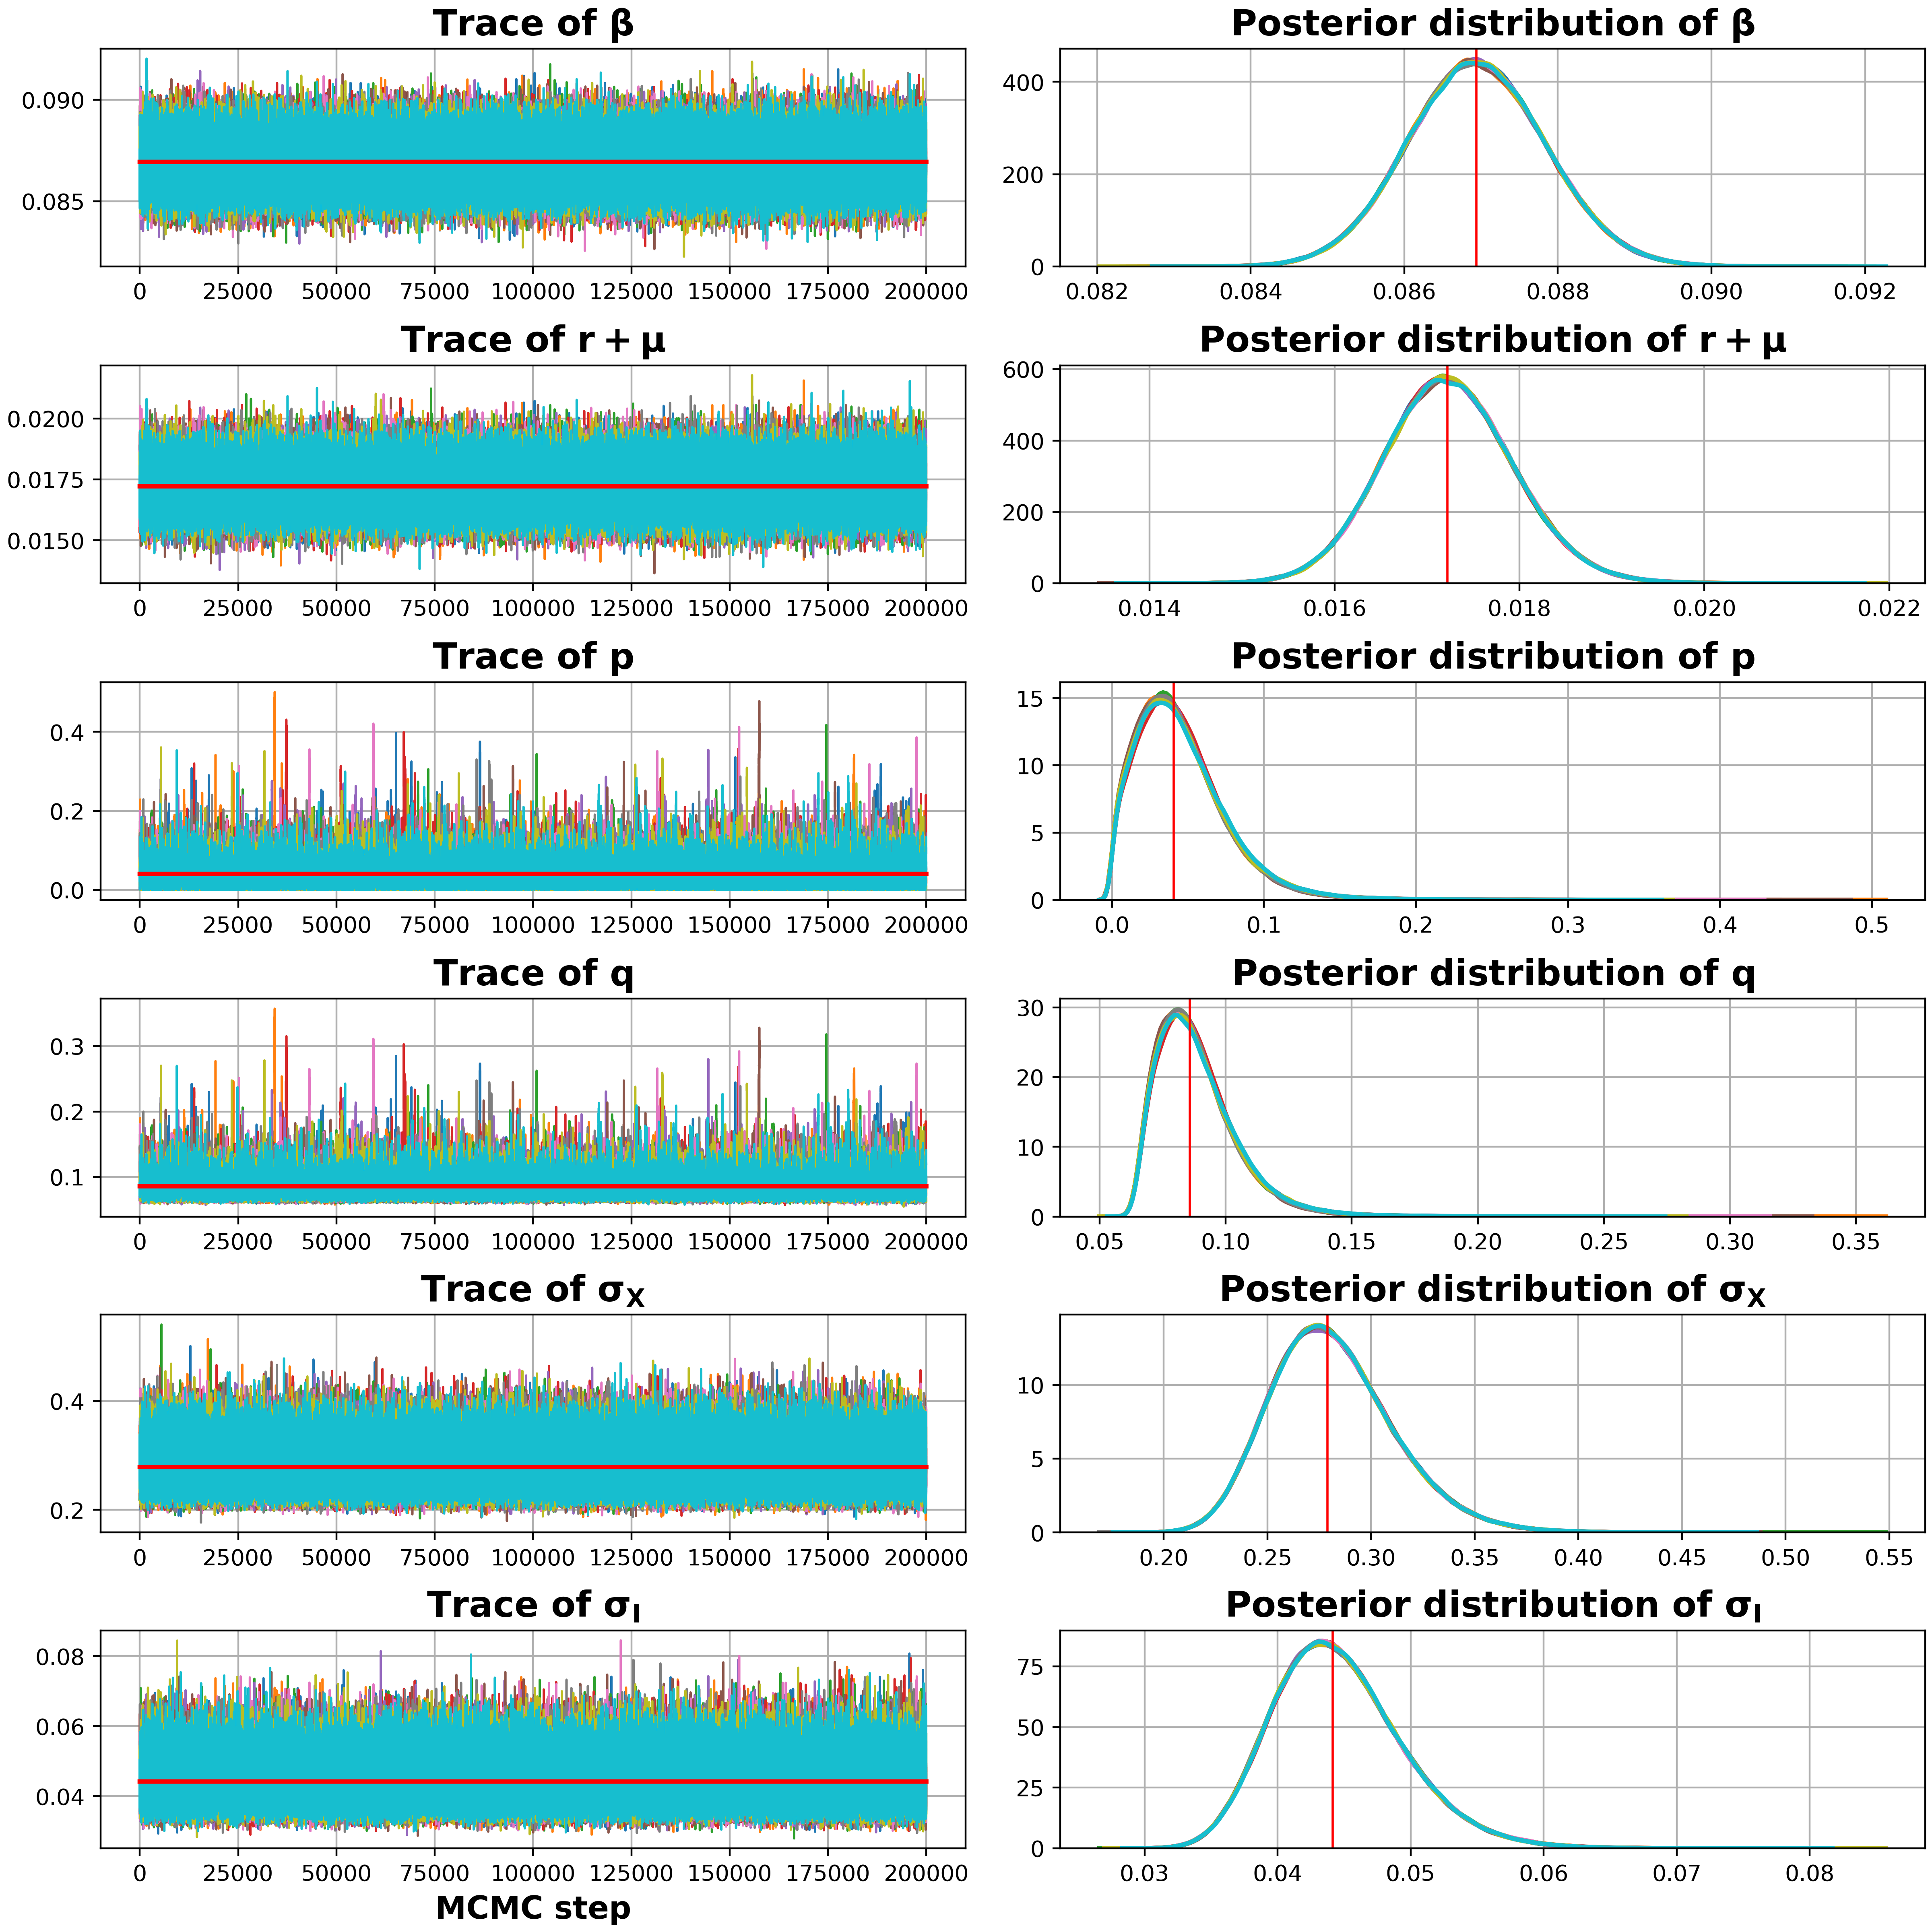 Trace of β
Posterior distribution of β
0.090
0.085
0 25000 50000 75000 100000 125000 150000 175000 200000
400
200
0
0.082 0.084 0.086 0.088 0.090 0.092
Trace of r + μ
Posterior distribution of r + μ
0.0200
0.0175
0.0150
0 25000 50000 75000 100000 125000 150000 175000 200000
600
400
200
0
0.014 0.016 0.018 0.020 0.022
Trace of p
Posterior distribution of p
0.4
0.2
0.0
0 25000 50000 75000 100000 125000 150000 175000 200000
15
10
5
0
0.0 0.1 0.2 0.3 0.4 0.5
Trace of q
Posterior distribution of q
0.3
0.2
0.1
0 25000 50000 75000 100000 125000 150000 175000 200000
30
20
10
0
0.05 0.10 0.15 0.20 0.25 0.30 0.35
Trace of σX
Posterior distribution of σX
0.4
0.2
0 25000 50000 75000 100000 125000 150000 175000 200000
10
5
0
0.20 0.25 0.30 0.35 0.40 0.45 0.50 0.55
Trace of σI
Posterior distribution of σI
0.08
0.06
0.04
0 25000 50000 75000 100000 125000 150000 175000 200000
MCMC step
75
50
25
0
0.03 0.04 0.05 0.06 0.07 0.08